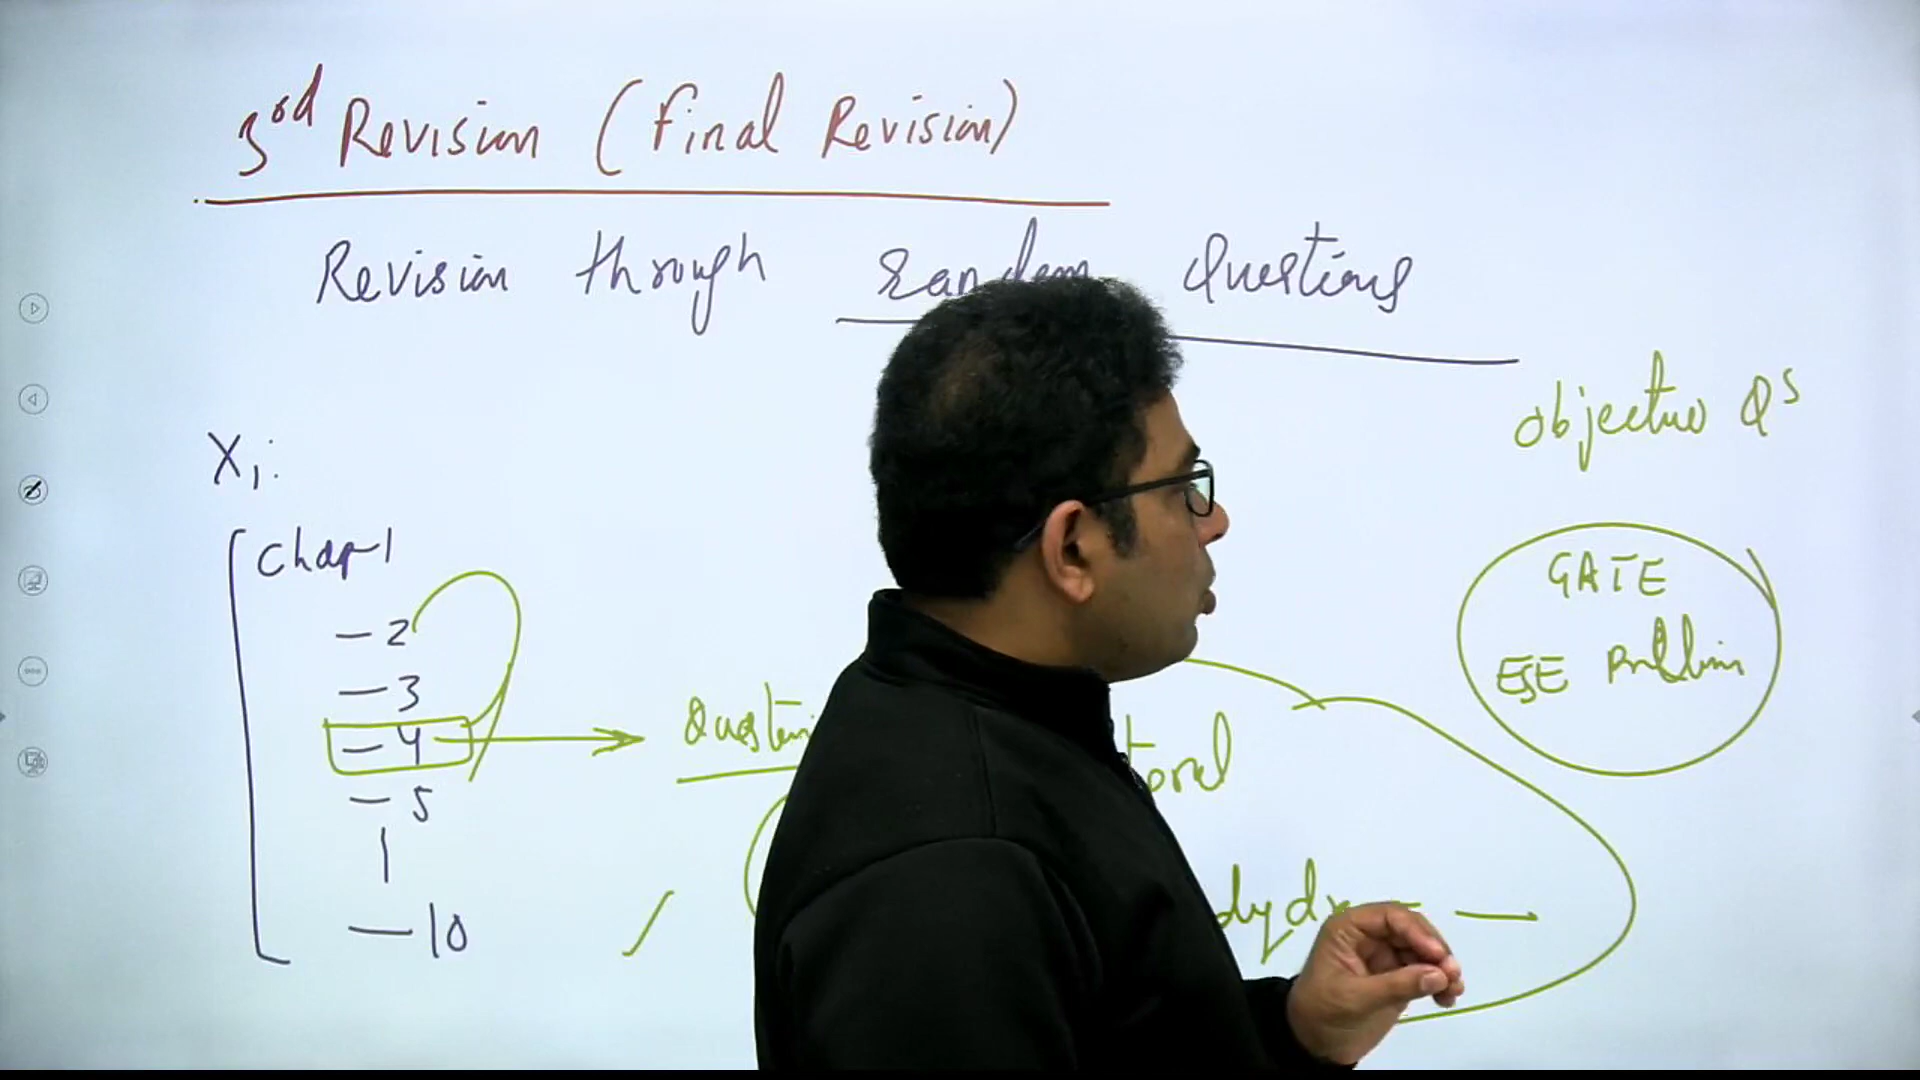 3rd Revision (Final Revision)
Revision through random Questions
Objective Qs
X1:
Chap-1
GATE
ESE Problem
- 2
- 3
- 4
- 5
- 10